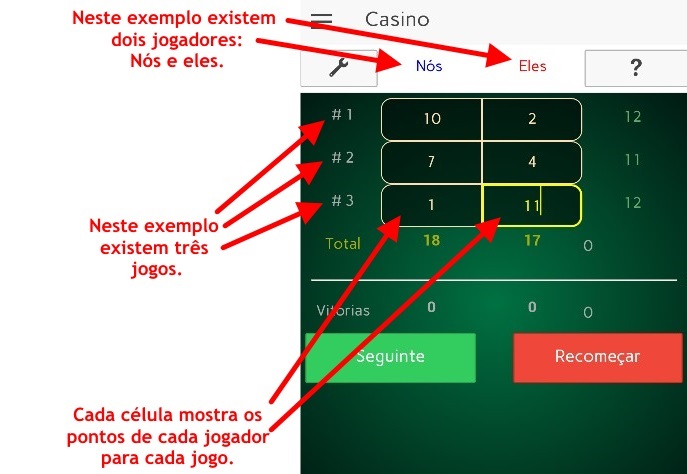 Neste exemplo existem
dois jogadores:
Nós e eles.
Casino
Nós Eles ?
# 1 10 2 12
# 2 7 4 11
# 3 1 11 12
Neste exemplo
existem três
jogos.
Total 18 17 0
Vitorias 0 0 0
Seguinte Recomeçar
Cada célula mostra os
pontos de cada jogador
para cada jogo.